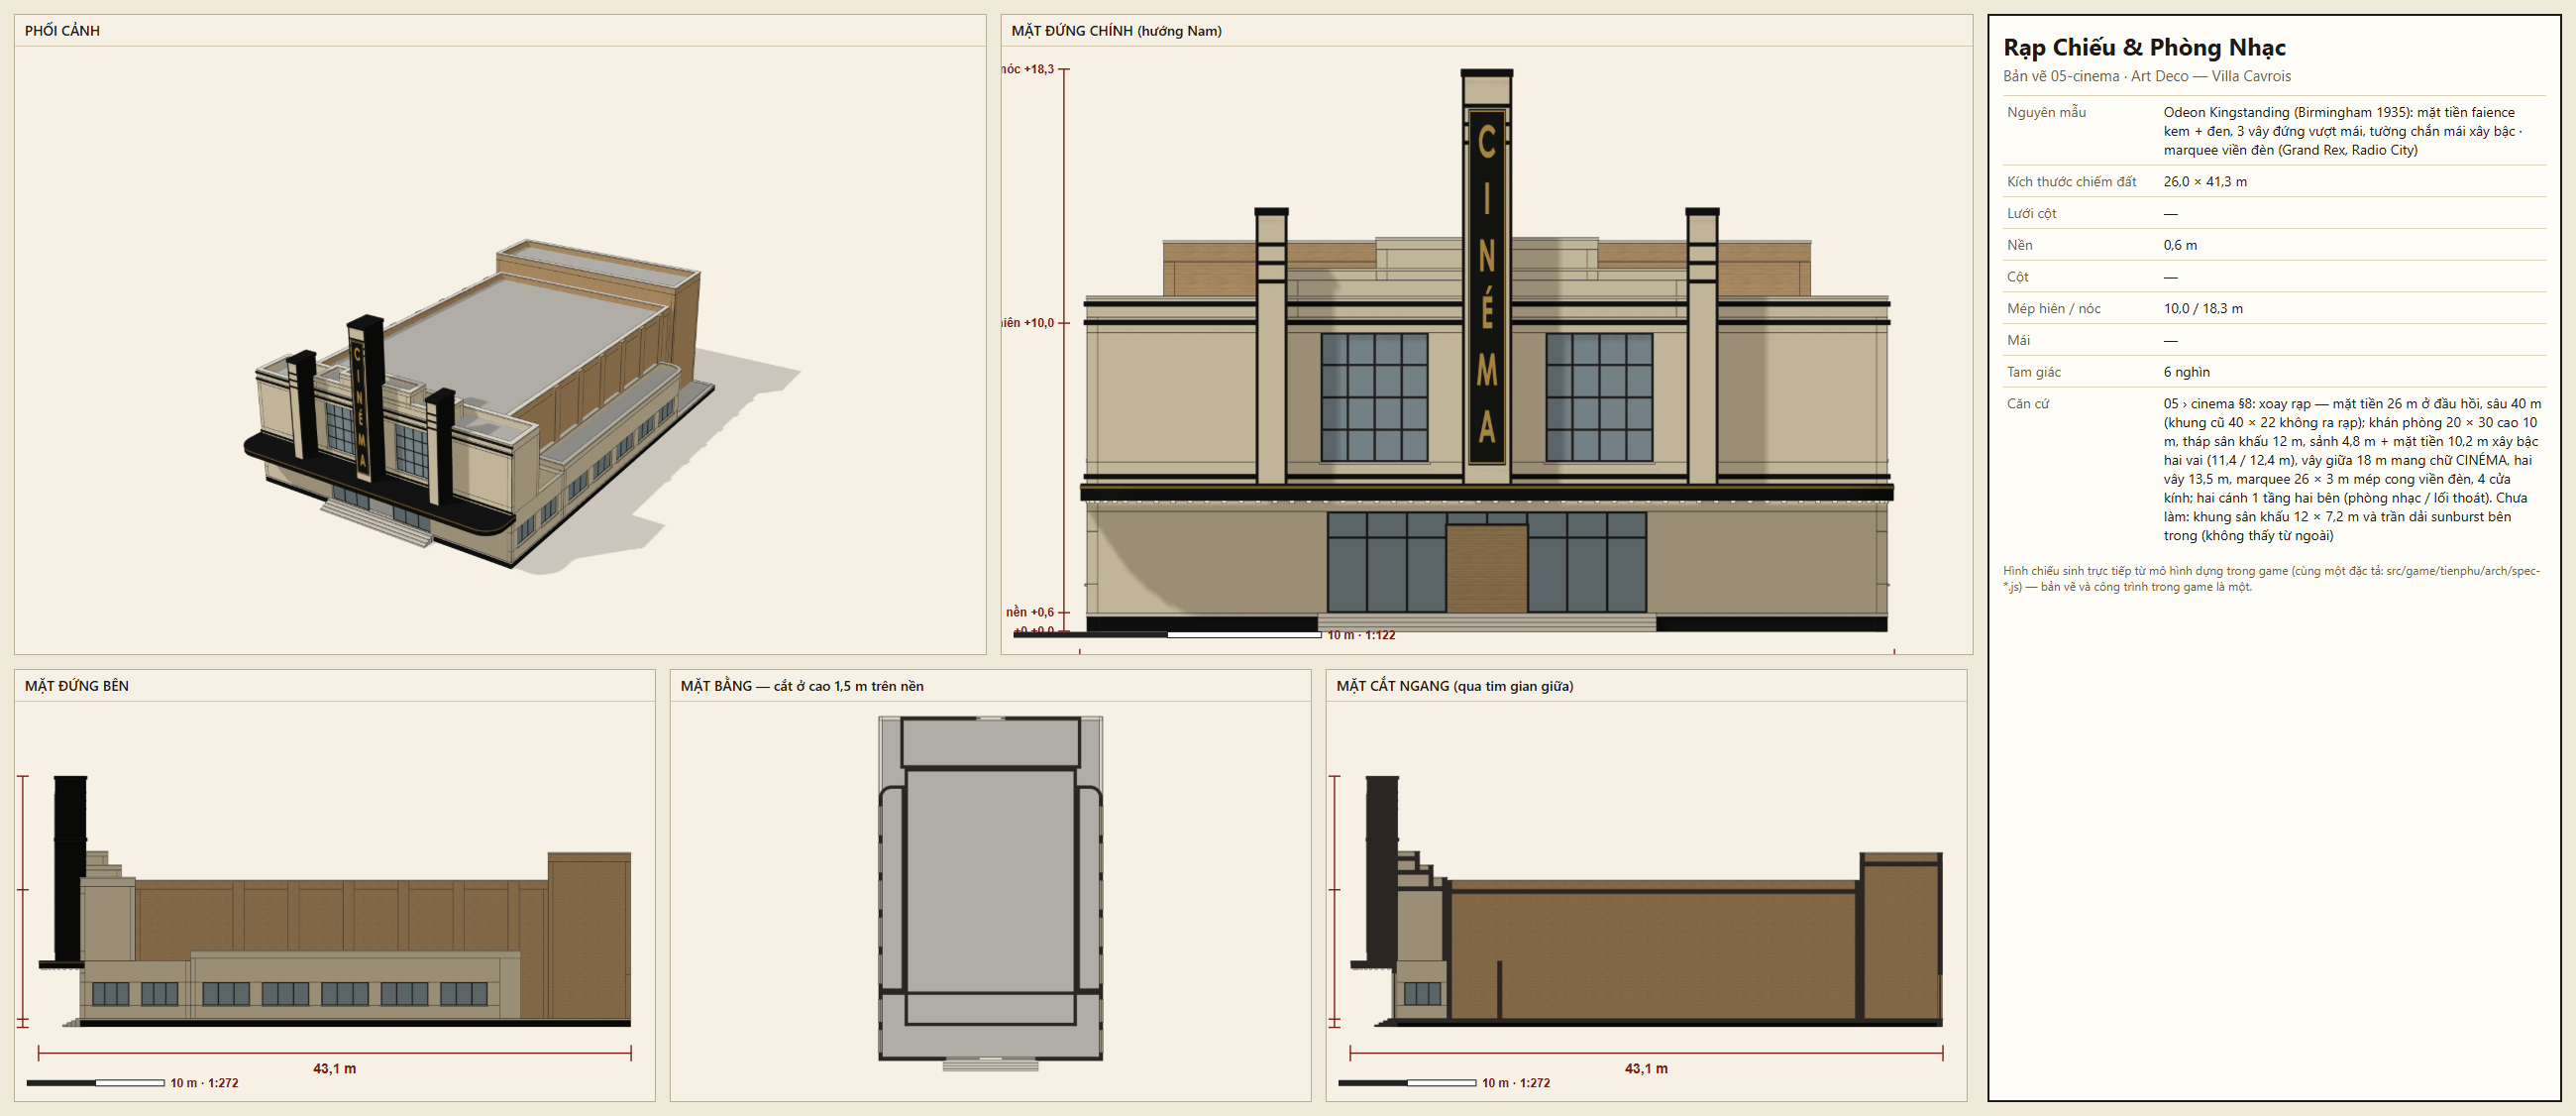 PHỐI CẢNH
MẶT ĐỨNG CHÍNH (hướng Nam)
+18,3
+10,0
nền +0,6
10 m · 1:122
C
I
N
É
M
A
C
I
N
É
M
A
MẶT ĐỨNG BÊN
43,1 m
10 m · 1:272
MẶT BẰNG — cắt ở cao 1,5 m trên nền
MẶT CẮT NGANG (qua tim gian giữa)
43,1 m
10 m · 1:272
Rạp Chiếu & Phòng Nhạc
Bản vẽ 05-cinema · Art Deco — Villa Cavrois
Nguyên mẫu
Odeon Kingstanding (Birmingham 1935): mặt tiền faience
kem + đen, 3 vây đứng vượt mái, tường chắn mái xây bậc ·
marquee viền đèn (Grand Rex, Radio City)
Kích thước chiếm đất
26,0 × 41,3 m
Lưới cột
—
Nền
0,6 m
Cột
—
Mép hiên / nóc
10,0 / 18,3 m
Mái
—
Tam giác
6 nghìn
Căn cứ
05 › cinema §8: xoay rạp — mặt tiền 26 m ở đầu hồi, sâu 40 m
(khung cũ 40 × 22 không ra rạp); khán phòng 20 × 30 cao 10
m, tháp sân khấu 12 m, sảnh 4,8 m + mặt tiền 10,2 m xây bậc
hai vai (11,4 / 12,4 m), vây giữa 18 m mang chữ CINÉMA, hai
vây 13,5 m, marquee 26 × 3 m mép cong viền đèn, 4 cửa
kính; hai cánh 1 tầng hai bên (phòng nhạc / lối thoát). Chưa
làm: khung sân khấu 12 × 7,2 m và trần dải sunburst bên
trong (không thấy từ ngoài)
Hình chiếu sinh trực tiếp từ mô hình dựng trong game (cùng một đặc tả: src/game/tienphu/arch/spec-
*.js) — bản vẽ và công trình trong game là một.